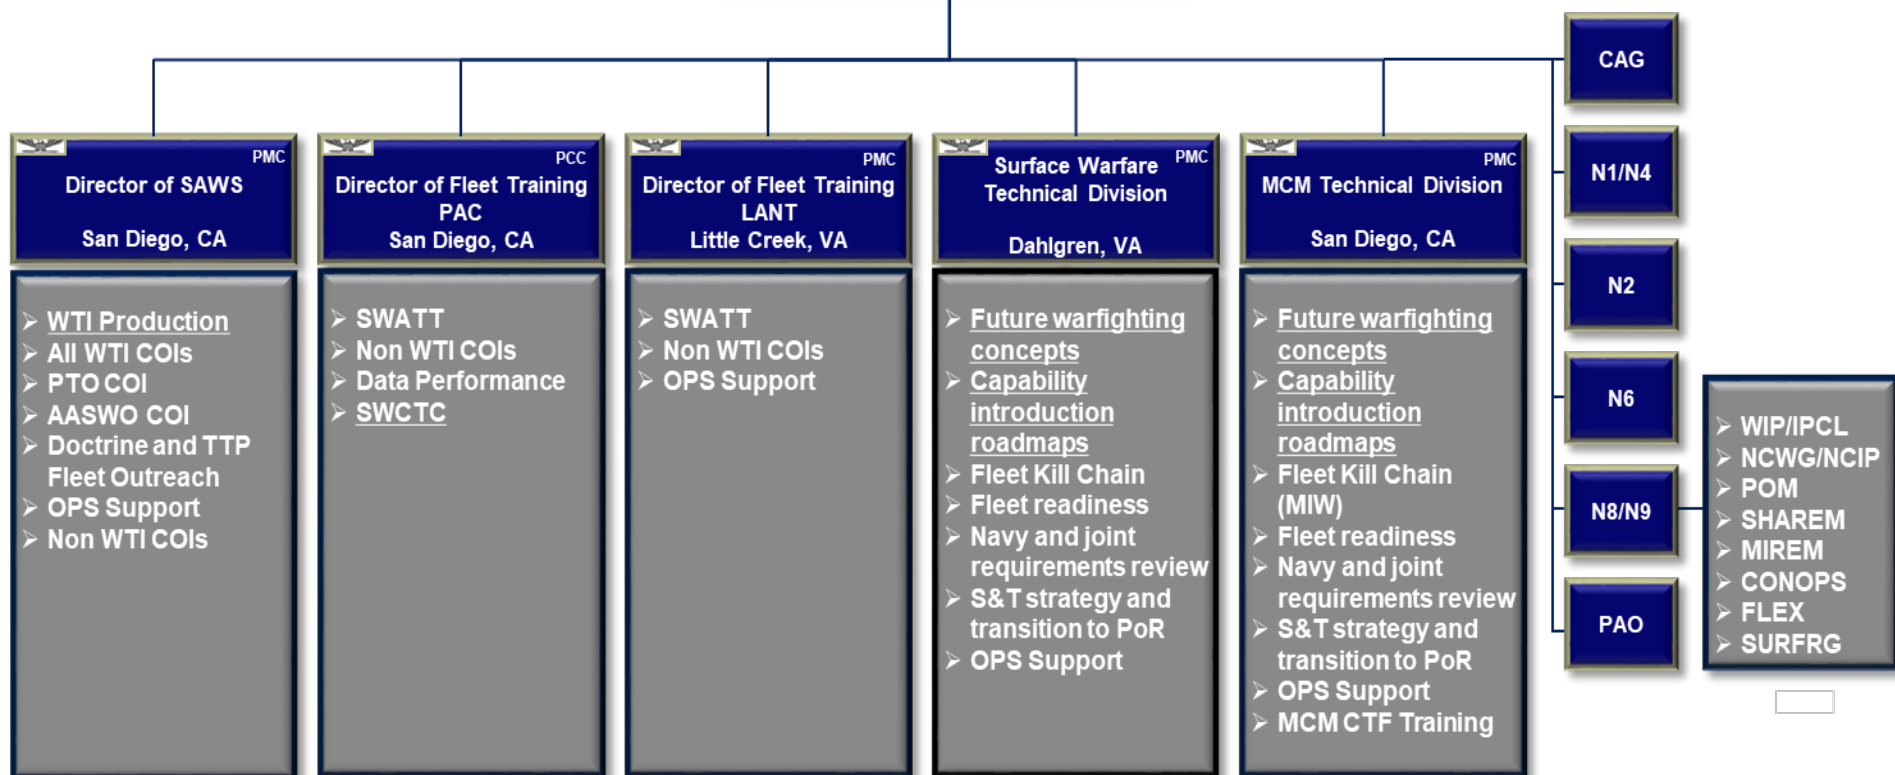 PMC
Director of SAWS
San Diego, CA
WTI Production
All WTI COIs
PTO COI
AASWO COI
Doctrine and TTP
Fleet Outreach
OPS Support
Non WTI COIs
PCC
Director of Fleet Training
PAC
San Diego, CA
SWATT
Non WTI COIs
Data Performance
SWCTC
PMC
Director of Fleet Training
LANT
Little Creek, VA
SWATT
Non WTI COIs
OPS Support
PMC
Surface Warfare
Technical Division
Dahlgren, VA
Future warfighting
concepts
Capability
introduction
roadmaps
Fleet Kill Chain
Fleet readiness
Navy and joint
requirements review
S&T strategy and
transition to PoR
OPS Support
PMC
MCM Technical Division
San Diego, CA
Future warfighting
concepts
Capability
introduction
roadmaps
Fleet Kill Chain
(MIW)
Fleet readiness
Navy and joint
requirements review
S&T strategy and
transition to PoR
OPS Support
MCM CTF Training
CAG
N1/N4
N2
N6
N8/N9
PAO
WIP/IPCL
NCWG/NCIP
POM
SHAREM
MIREM
CONOPS
FLEX
SURFRG